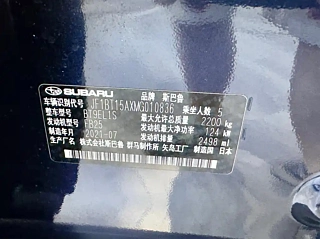 SUBARU 品牌 斯巴鲁
车辆识别代号 JF1BT15AXMG010836 乘坐人数 5
整车型号 BT9EL1S 最大允许总质量 2200 kg
发动机型号 FB25 发动机最大净功率 124 kW
制造年月 2021-07 发动机排量 2498 ml
生产厂名 株式会社斯巴鲁 群马制作所 矢岛工厂 制造国 日本